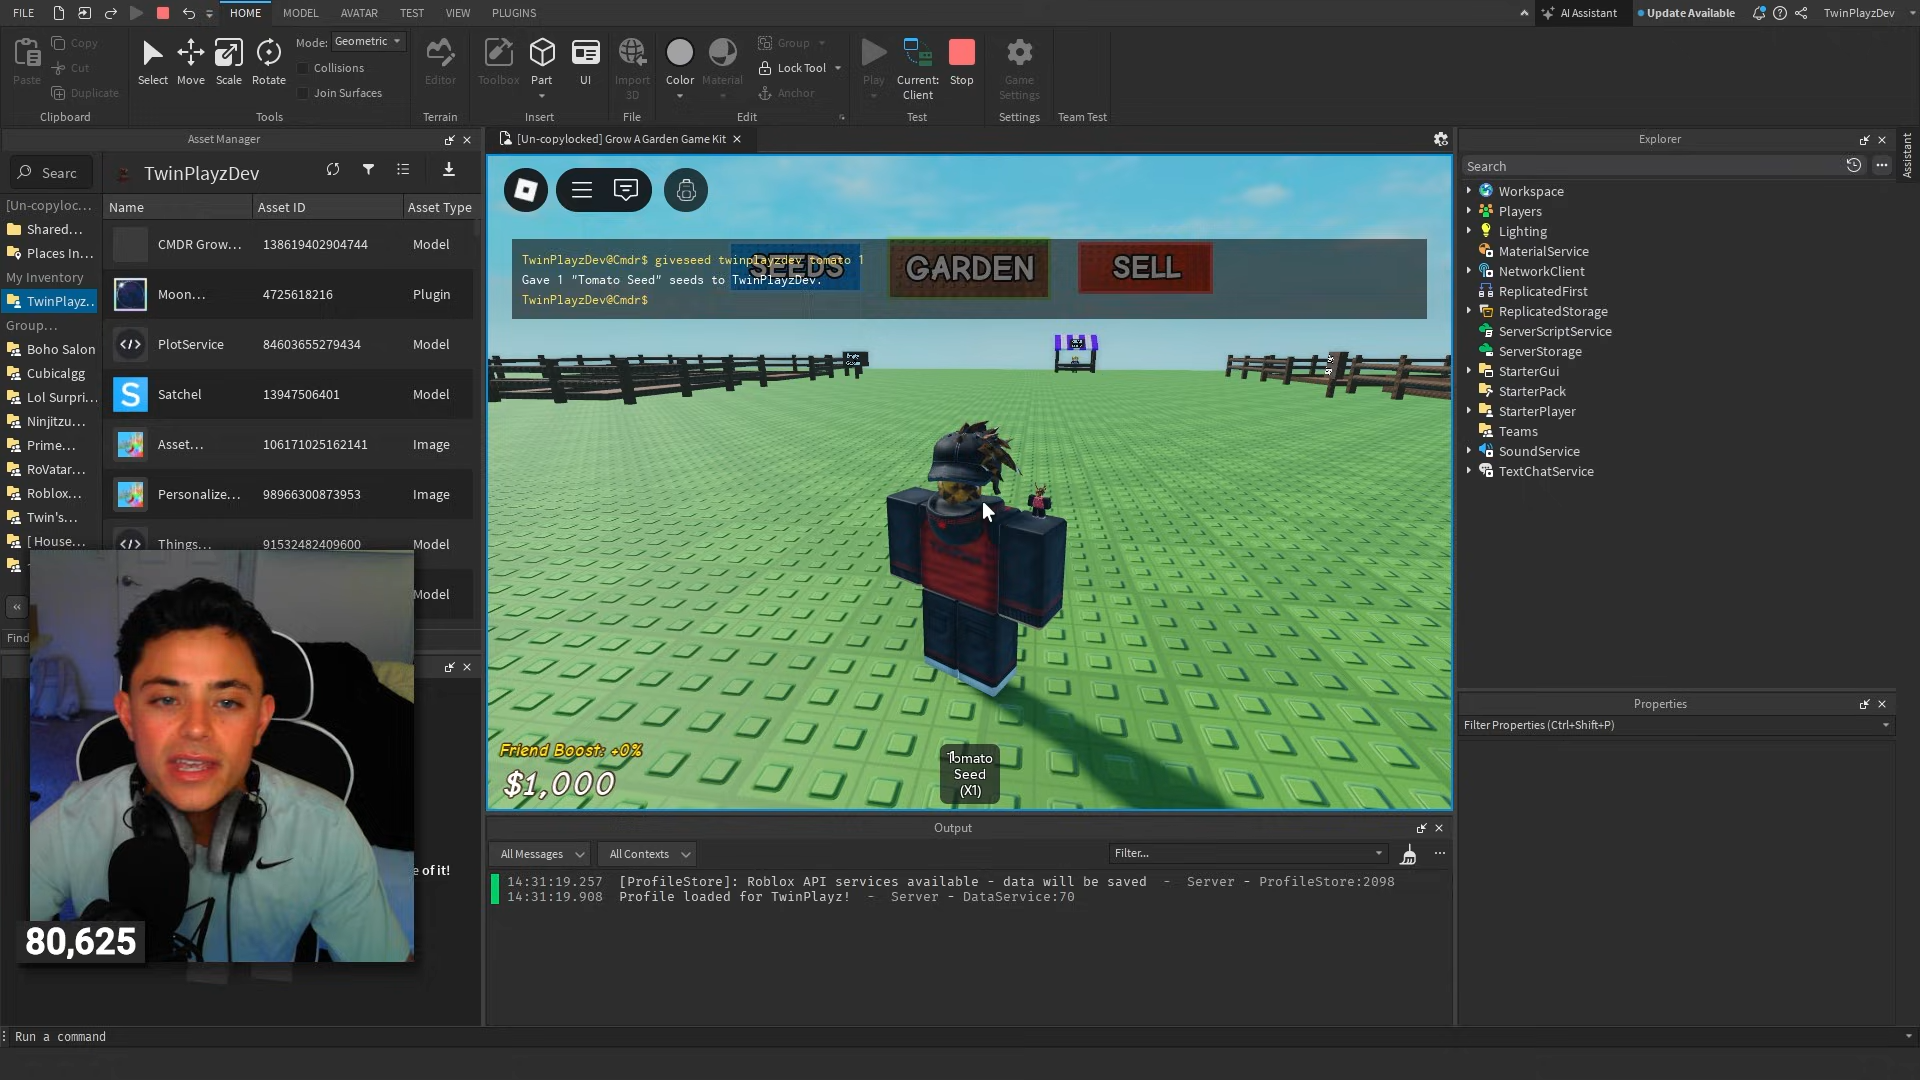 FILE
HOME
MODEL
AVATAR
TEST
VIEW
PLUGINS
AI Assistant
Update Available
TwinPlayzDev
Paste
Copy
Cut
Duplicate
Clipboard
Select
Move
Scale
Rotate
Mode: Geometric
Collisions
Join Surfaces
Tools
Editor
Terrain
Toolbox
Part
UI
Insert
Import
3D
File
Color
Material
Group
Lock Tool
Anchor
Edit
Play
Current:
Client
Stop
Test
Game
Settings
Settings
Team Test
Asset Manager
Searc
TwinPlayzDev
Name
Asset ID
Asset Type
[Un-copyloc...
Shared...
Places In...
My Inventory
TwinPlayz..
Group...
Boho Salon
Cubicalgg
Lol Surpri...
Ninjitzu...
Prime...
RoVatar...
Roblox...
Twin's...
[ House...
Find
CMDR Grow...
138619402904744
Model
Moon...
4725618216
Plugin
PlotService
84603655279434
Model
Satchel
13947506401
Model
Asset...
106171025162141
Image
Personalize...
98966300873953
Image
Things...
91532482409600
Model
Model
e of it!
80,625
[Un-copylocked] Grow A Garden Game Kit
SEEDS
GARDEN
SELL
TwinPlayzDev@Cmdr$ giveseed twinplayzdev tomato 1
Gave 1 "Tomato Seed" seeds to TwinPlayzDev.
TwinPlayzDev@Cmdr$
Friend Boost: +0%
$1,000
1
Tomato
Seed
(X1)
Output
All Messages
All Contexts
Filter...
14:31:19.257 [ProfileStore]: Roblox API services available - data will be saved - Server - ProfileStore:2098
14:31:19.908 Profile loaded for TwinPlayz! - Server - DataService:70
Explorer
Assistant
Search
Workspace
Players
Lighting
MaterialService
NetworkClient
ReplicatedFirst
ReplicatedStorage
ServerScriptService
ServerStorage
StarterGui
StarterPack
StarterPlayer
Teams
SoundService
TextChatService
Properties
Filter Properties (Ctrl+Shift+P)
Run a command